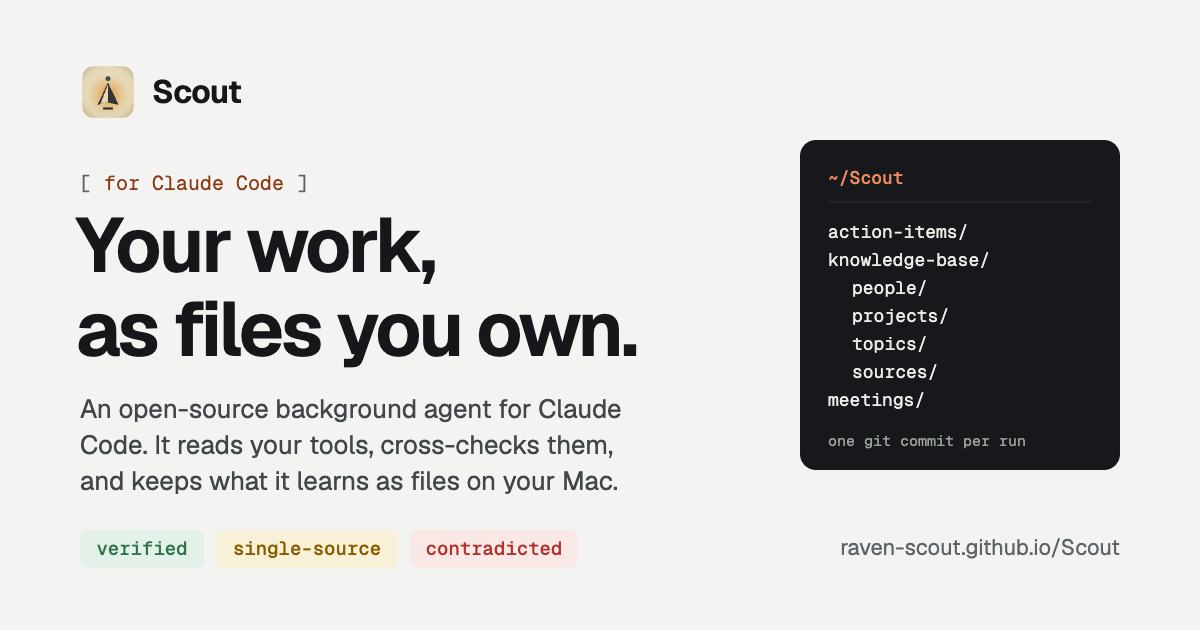 Scout
[ for Claude Code ]
Your work,
as files you own.
An open-source background agent for Claude
Code. It reads your tools, cross-checks them,
and keeps what it learns as files on your Mac.
verified
single-source
contradicted
~/Scout
action-items/
knowledge-base/
people/
projects/
topics/
sources/
meetings/
one git commit per run
raven-scout.github.io/Scout